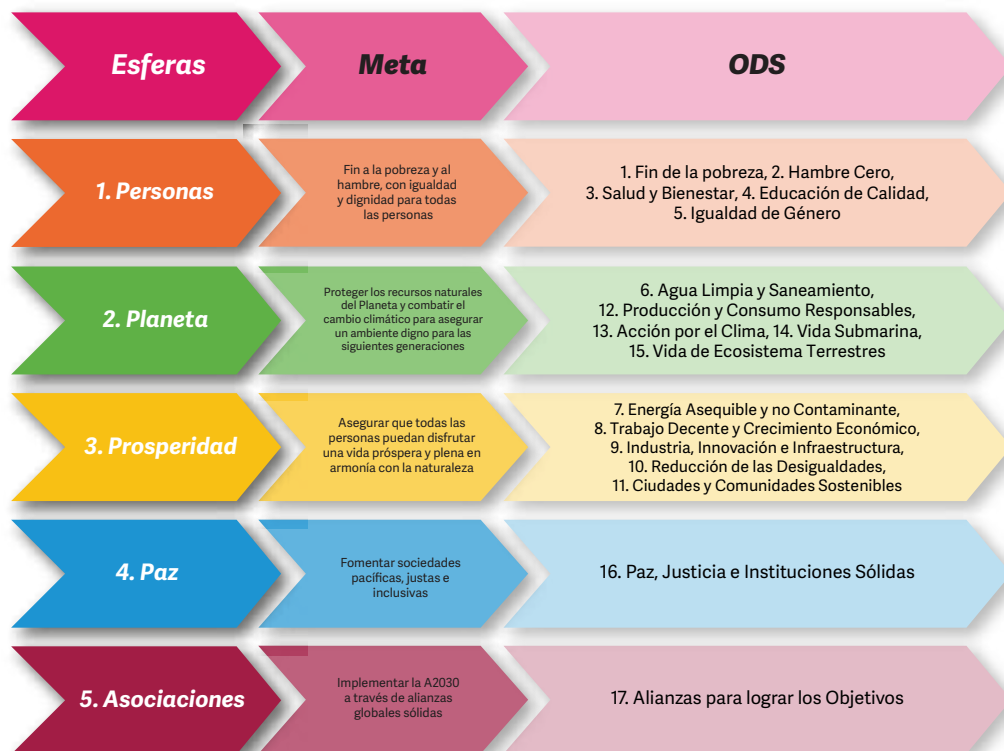 Esferas
Meta
ODS
1. Personas
Fin a la pobreza y al
hambre, con igualdad
y dignidad para todas
las personas
1. Fin de la pobreza, 2. Hambre Cero,
3. Salud y Bienestar, 4. Educación de Calidad,
5. Igualdad de Género
2. Planeta
Proteger los recursos naturales
del Planeta y combatir el
cambio climático para asegurar
un ambiente digno para las
siguientes generaciones
6. Agua Limpia y Saneamiento,
12. Producción y Consumo Responsables,
13. Acción por el Clima, 14. Vida Submarina,
15. Vida de Ecosistema Terrestres
3. Prosperidad
Asegurar que todas las
personas puedan disfrutar
una vida próspera y plena en
armonía con la naturaleza
7. Energía Asequible y no Contaminante,
8. Trabajo Decente y Crecimiento Económico,
9. Industria, Innovación e Infraestructura,
10. Reducción de las Desigualdades,
11. Ciudades y Comunidades Sostenibles
4. Paz
Fomentar sociedades
pacíficas, justas e
inclusivas
16. Paz, Justicia e Instituciones Sólidas
5. Asociaciones
Implementar la A2030
a través de alianzas
globales sólidas
17. Alianzas para lograr los Objetivos